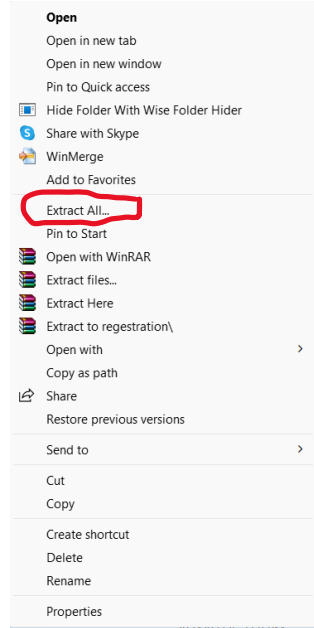 Open
Open in new tab
Open in new window
Pin to Quick access
Hide Folder With Wise Folder Hider
Share with Skype
WinMerge
Add to Favorites
Extract All...
Pin to Start
Open with WinRAR
Extract files...
Extract Here
Extract to regestration\
Open with
Copy as path
Share
Restore previous versions
Send to
Cut
Copy
Create shortcut
Delete
Rename
Properties